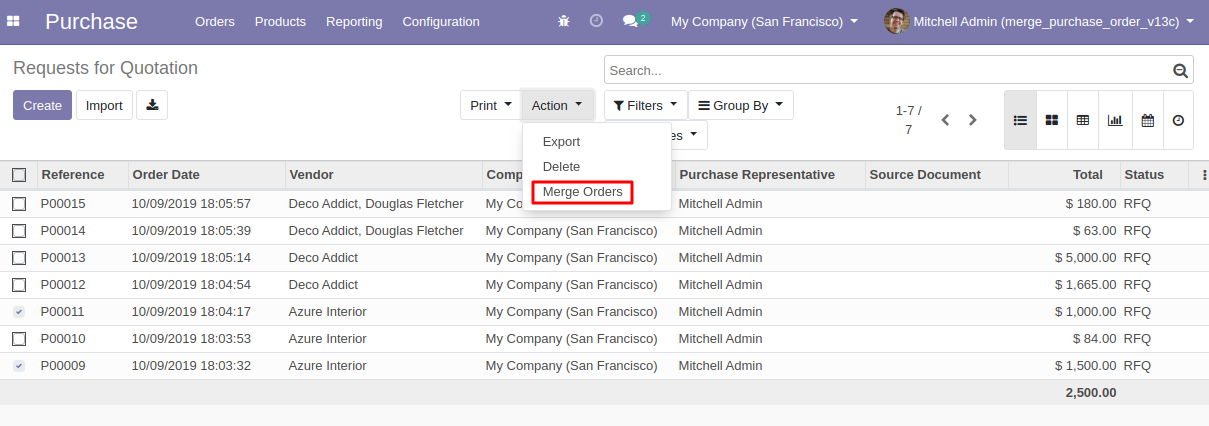 Purchase Orders Products Reporting Configuration 2 My Company (San Francisco) Mitchell Admin (merge_purchase_order_v13c)
Requests for Quotation Search...
Create Import Print Action Filters Group By 1-7 / 7
Export es
Delete
Merge Orders
Reference Order Date Vendor Comp Purchase Representative Source Document Total Status
P00015 10/09/2019 18:05:57 Deco Addict, Douglas Fletcher My Company (San Francisco) Mitchell Admin $ 180.00 RFQ
P00014 10/09/2019 18:05:39 Deco Addict, Douglas Fletcher My Company (San Francisco) Mitchell Admin $ 63.00 RFQ
P00013 10/09/2019 18:05:14 Deco Addict My Company (San Francisco) Mitchell Admin $ 5,000.00 RFQ
P00012 10/09/2019 18:04:54 Deco Addict My Company (San Francisco) Mitchell Admin $ 1,665.00 RFQ
P00011 10/09/2019 18:04:17 Azure Interior My Company (San Francisco) Mitchell Admin $ 1,000.00 RFQ
P00010 10/09/2019 18:03:53 Azure Interior My Company (San Francisco) Mitchell Admin $ 84.00 RFQ
P00009 10/09/2019 18:03:32 Azure Interior My Company (San Francisco) Mitchell Admin $ 1,500.00 RFQ
2,500.00